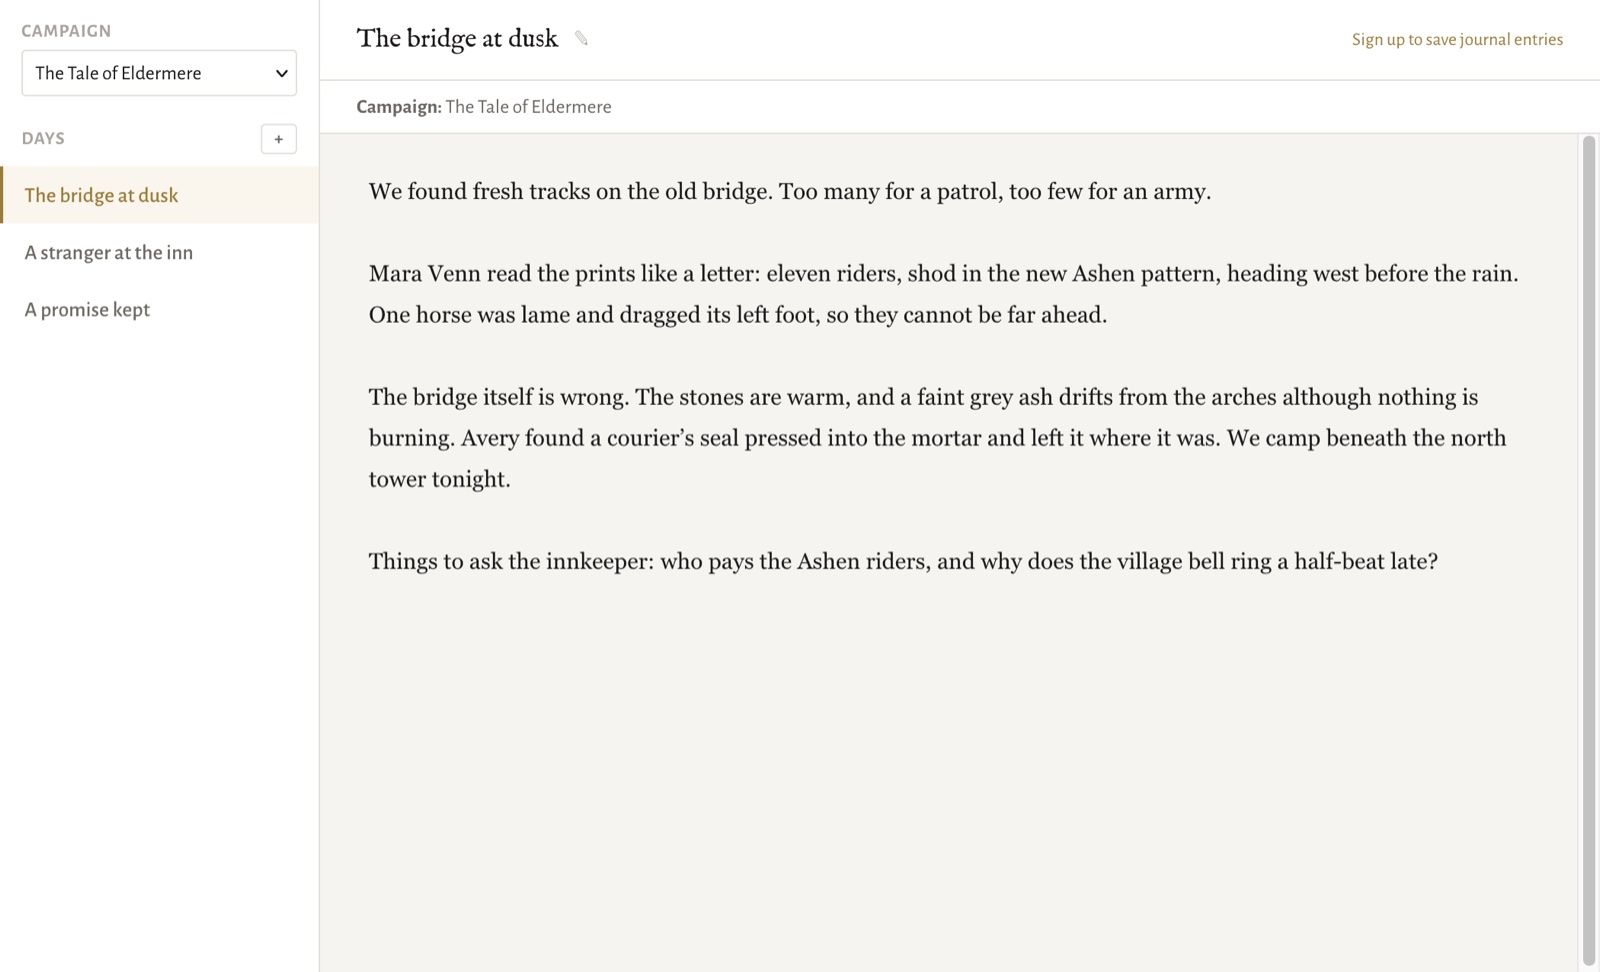 CAMPAIGN
The Tale of Eldermere
DAYS
+
The bridge at dusk
A stranger at the inn
A promise kept
The bridge at dusk
Sign up to save journal entries
Campaign: The Tale of Eldermere
We found fresh tracks on the old bridge. Too many for a patrol, too few for an army.
Mara Venn read the prints like a letter: eleven riders, shod in the new Ashen pattern, heading west before the rain.
One horse was lame and dragged its left foot, so they cannot be far ahead.
The bridge itself is wrong. The stones are warm, and a faint grey ash drifts from the arches although nothing is
burning. Avery found a courier’s seal pressed into the mortar and left it where it was. We camp beneath the north
tower tonight.
Things to ask the innkeeper: who pays the Ashen riders, and why does the village bell ring a half-beat late?